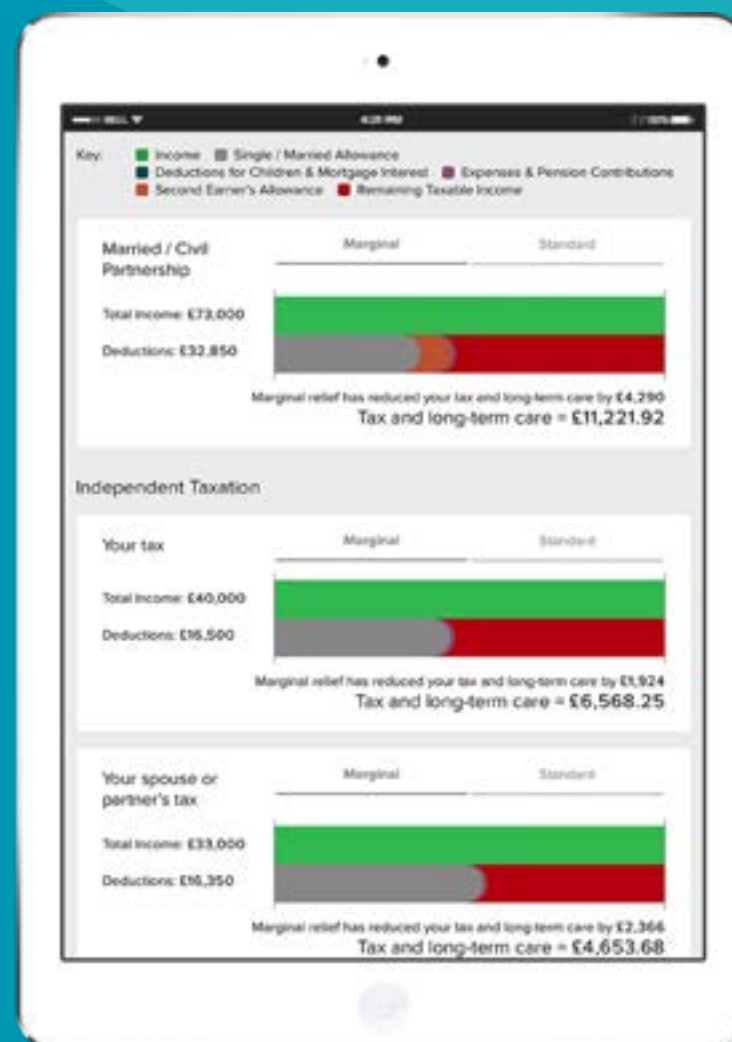 BELL 4:21 PM 100%
Key: Income Single / Married Allowance
Deductions for Children & Mortgage Interest Expenses & Pension Contributions
Second Earner's Allowance Remaining Taxable Income
Married / Civil
Partnership
Marginal Standard
Total Income: £73,000
Deductions: £32,850
Marginal relief has reduced your tax and long-term care by £4,290
Tax and long-term care = £11,221.92
Independent Taxation
Your tax
Marginal Standard
Total Income: £40,000
Deductions: £16,500
Marginal relief has reduced your tax and long-term care by £1,924
Tax and long-term care = £6,568.25
Your spouse or
partner's tax
Marginal Standard
Total Income: £33,000
Deductions: £16,350
Marginal relief has reduced your tax and long-term care by £2,366
Tax and long-term care = £4,653.68